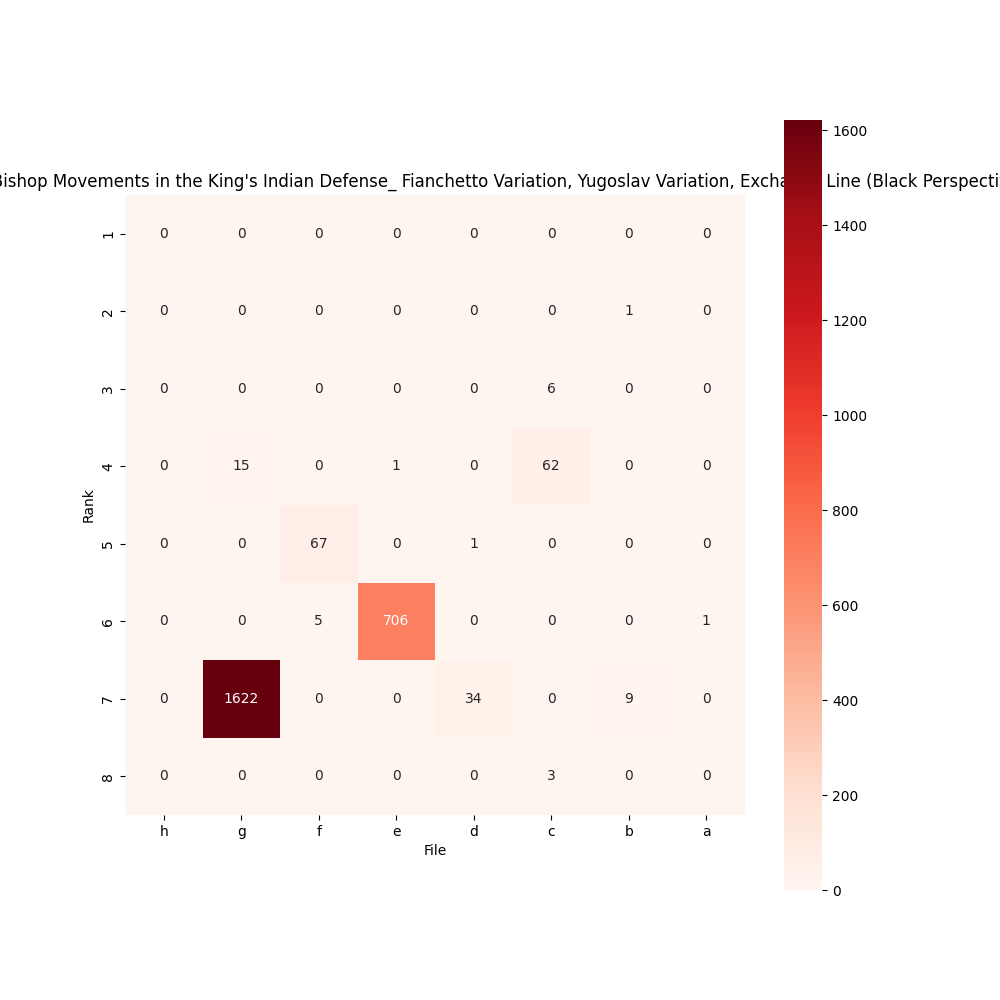 Bishop Movements in the King's Indian Defense_ Fianchetto Variation, Yugoslav Variation, Excha Line (Black Perspecti
1 0 0 0 0 0 0 0 0
2 0 0 0 0 0 0 1 0
3 0 0 0 0 0 6 0 0
4 0 15 0 1 0 62 0 0
5 0 0 67 0 1 0 0 0
6 0 0 5 706 0 0 0 1
7 0 1622 0 0 34 0 9 0
8 0 0 0 0 0 3 0 0
h g f e d c b a
Rank
File
1600
1400
1200
1000
800
600
400
200
0